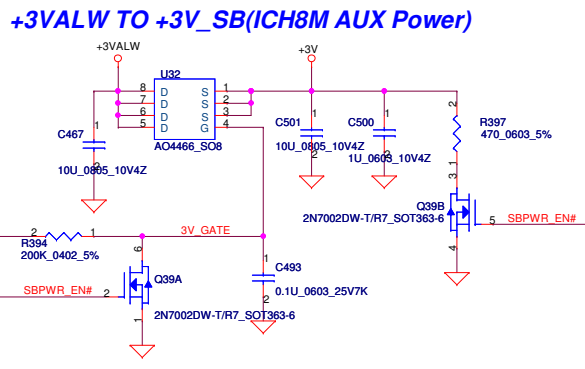 +3VALW TO +3V_SB(ICH8M AUX Power)
+3VALW
+3V
U32
8 D S 1
7 D S 2
6 D S 3
5 D G 4
AO4466_SO8
C467
1
2
10U_0805_10V4Z
C501
1
2
10U_0805_10V4Z
C500
1
2
1U_0603_10V4Z
2
R397
470_0603_5%
1
3
Q39B
2N7002DW-T/R7_SOT363-6
5
SBPWR_EN#
4
2
1
R394
200K_0402_5%
3V_GATE
6
Q39A
SBPWR_EN#
2
1
2N7002DW-T/R7_SOT363-6
1
C493
0.1U_0603_25V7K
2